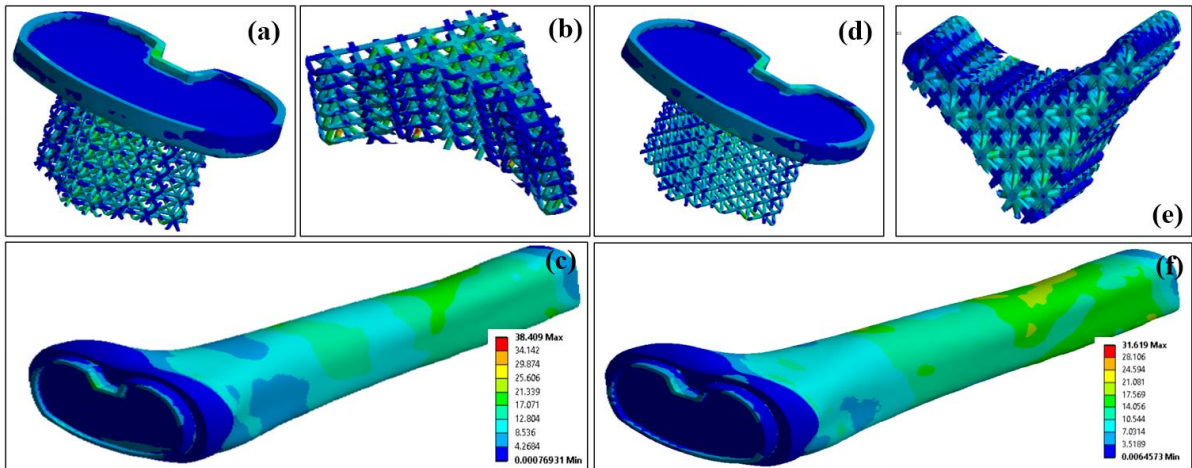 (a)
(b)
(d)
(e)
(c)
38.409 Max
34.142
29.874
25.606
21.339
17.071
12.804
8.536
4.2684
0.00076931 Min
(f)
31.619 Max
28.106
24.594
21.081
17.569
14.056
10.544
7.0314
3.5189
0.0064573 Min